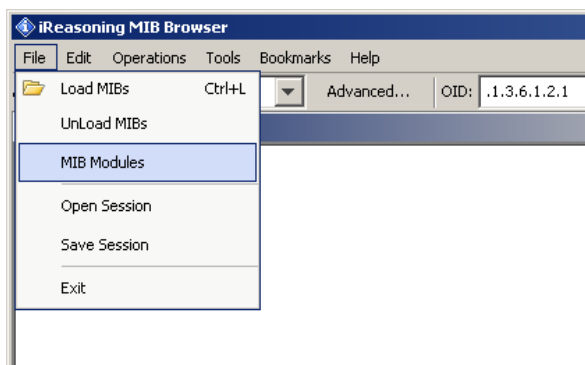 iReasoning MIB Browser
File Edit Operations Tools Bookmarks Help
Load MIBs Ctrl+L Advanced... OID: .1.3.6.1.2.1
UnLoad MIBs
MIB Modules
Open Session
Save Session
Exit